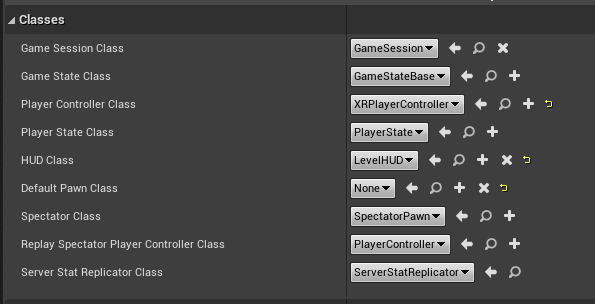 Classes
Game Session Class GameSession
Game State Class GameStateBase
Player Controller Class XRPlayerController
Player State Class PlayerState
HUD Class LevelHUD
Default Pawn Class None
Spectator Class SpectatorPawn
Replay Spectator Player Controller Class PlayerController
Server Stat Replicator Class ServerStatReplicator